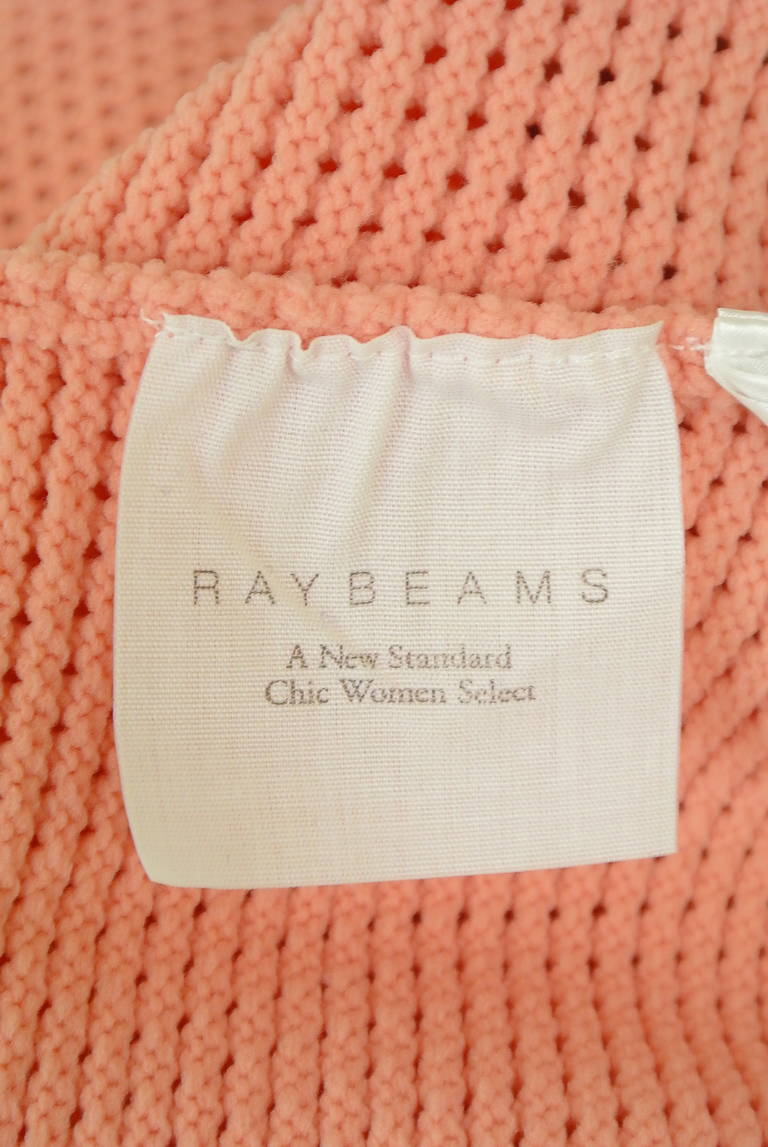 RAY BEAMS
A New Standard
Chic Women Select